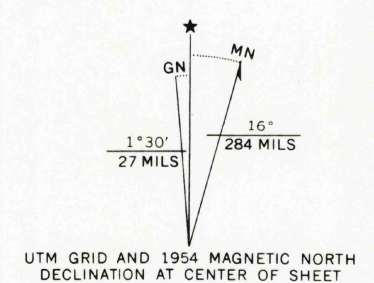 ★
MN
GN
1°30'
27 MILS
16°
284 MILS
UTM GRID AND 1954 MAGNETIC NORTH
DECLINATION AT CENTER OF SHEET